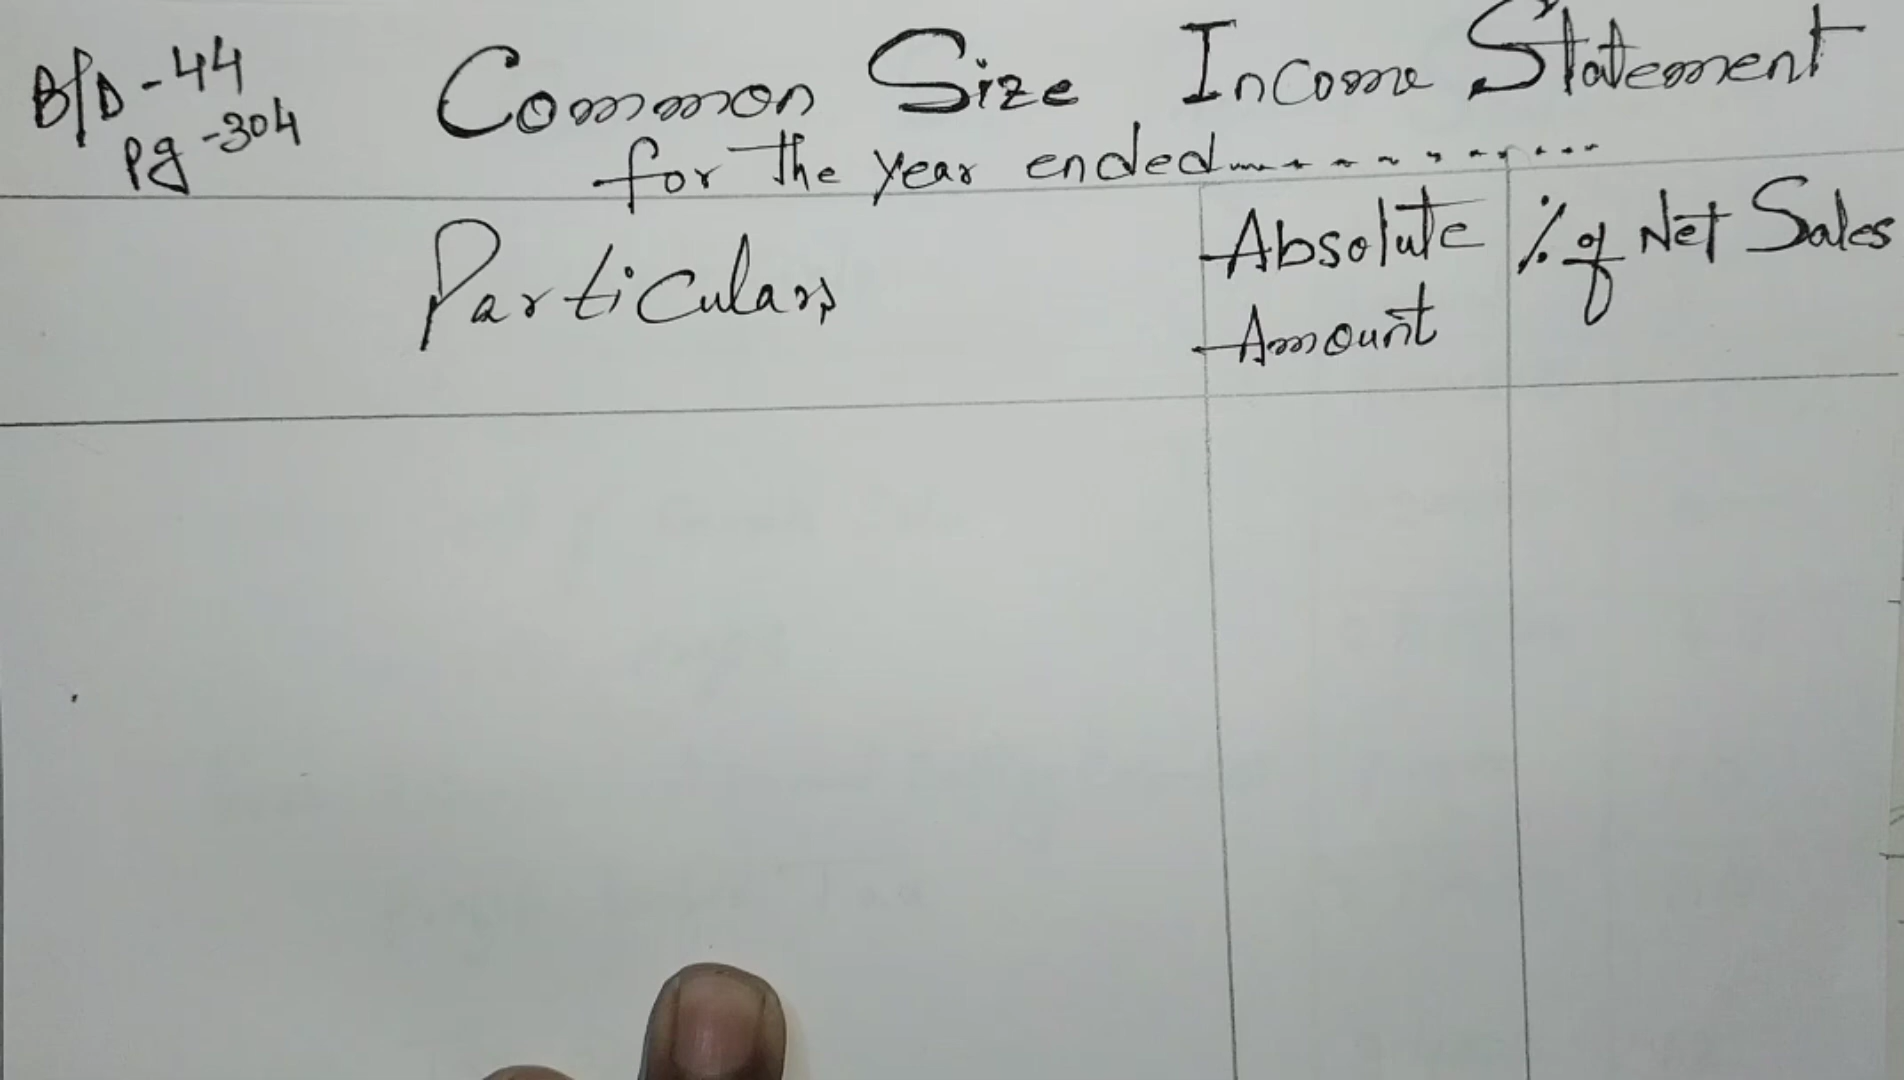 B/D - 44
Pg - 304
Common Size Income Statement
for the year ended..............
Particulars
Absolute
Amount
% of Net Sales